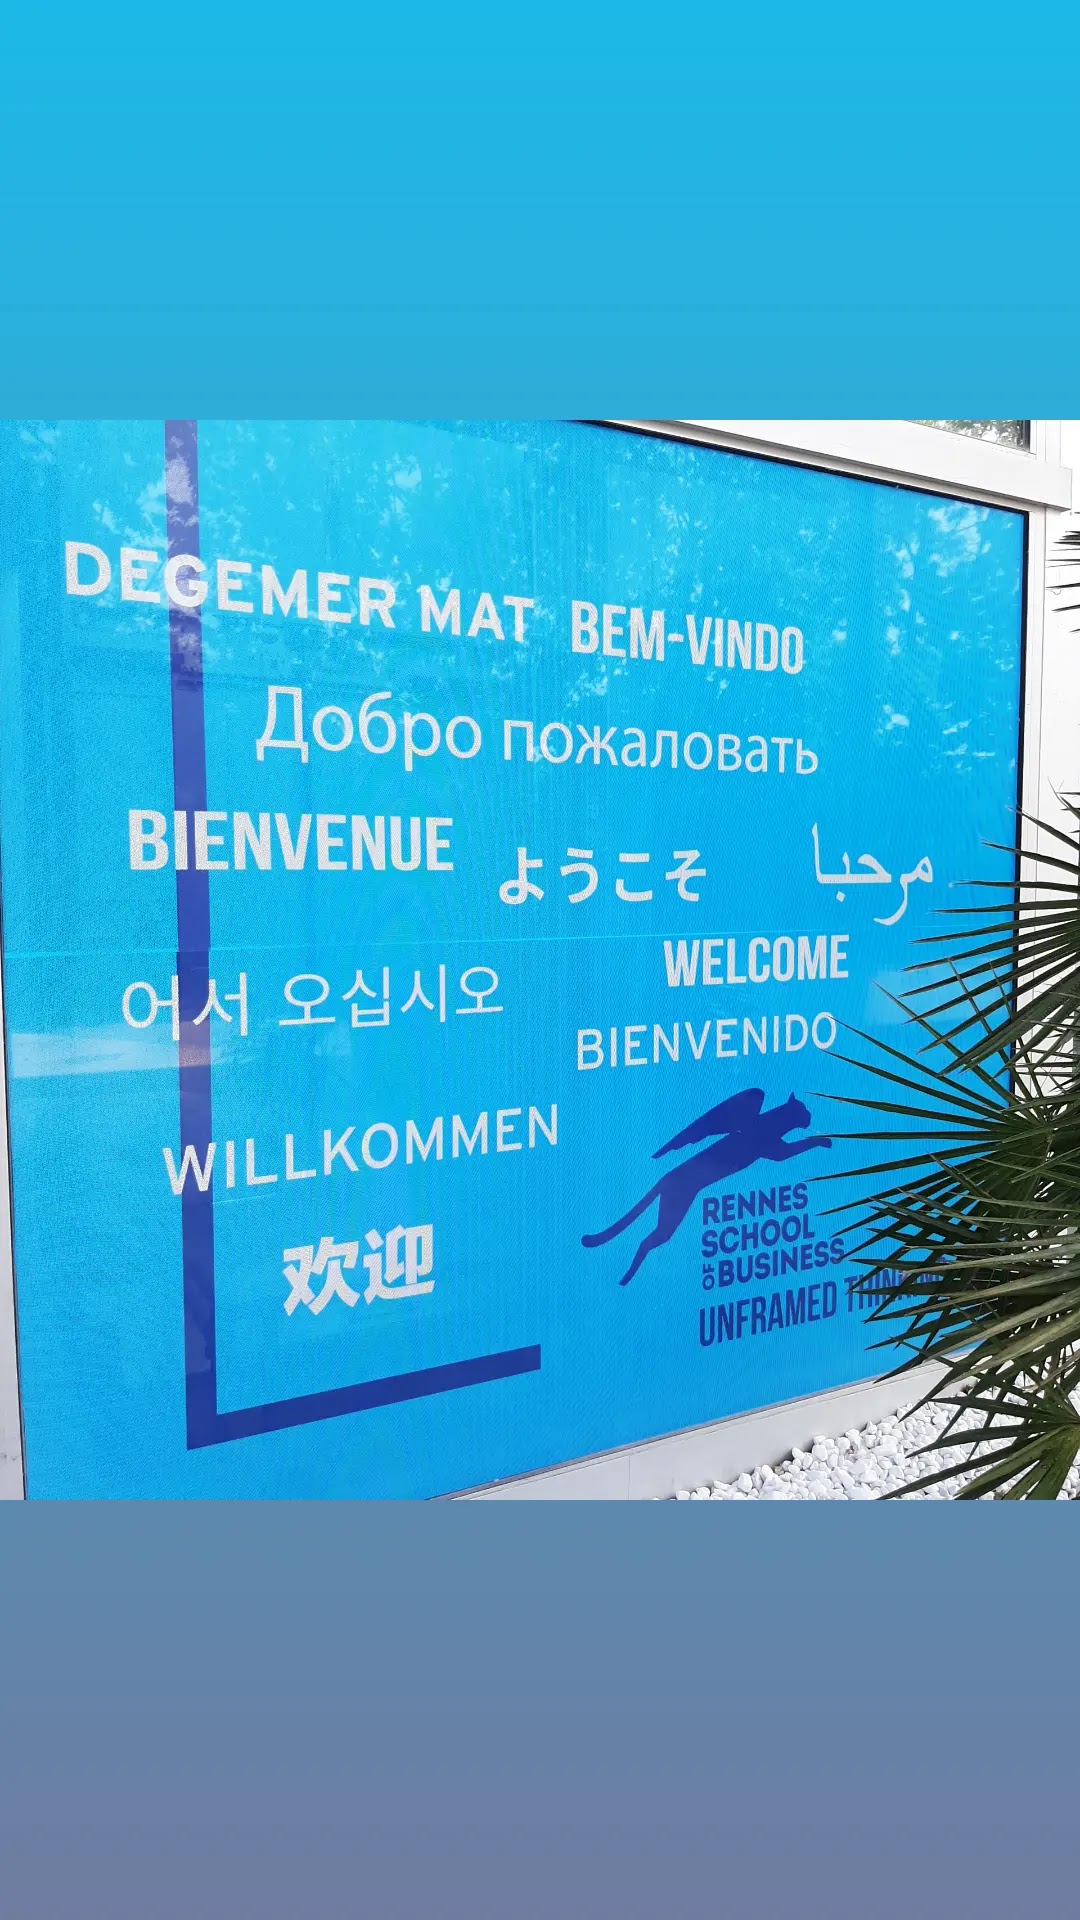 DEGEMER MAT BEM-VINDO
Добро пожаловать
BIENVENUE ようこそ مرحبا
WELCOME
어서 오십시오
BIENVENIDO
WILLKOMMEN
欢迎
RENNES
SCHOOL
OF BUSINESS
UNFRAMED